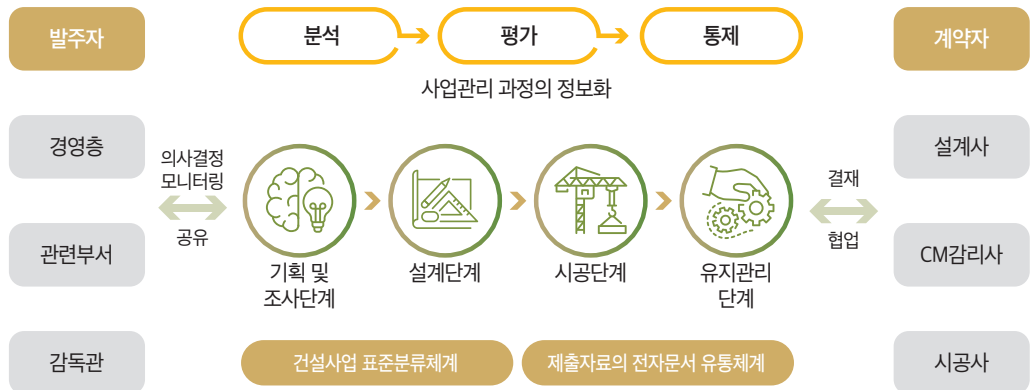 발주자
경영층
관련부서
감독관
분석
평가
통제
사업관리 과정의 정보화
의사결정
모니터링
공유
기획 및
조사단계
설계단계
시공단계
유지관리
단계
결재
협업
건설사업 표준분류체계
제출자료의 전자문서 유통체계
계약자
설계사
CM감리사
시공사